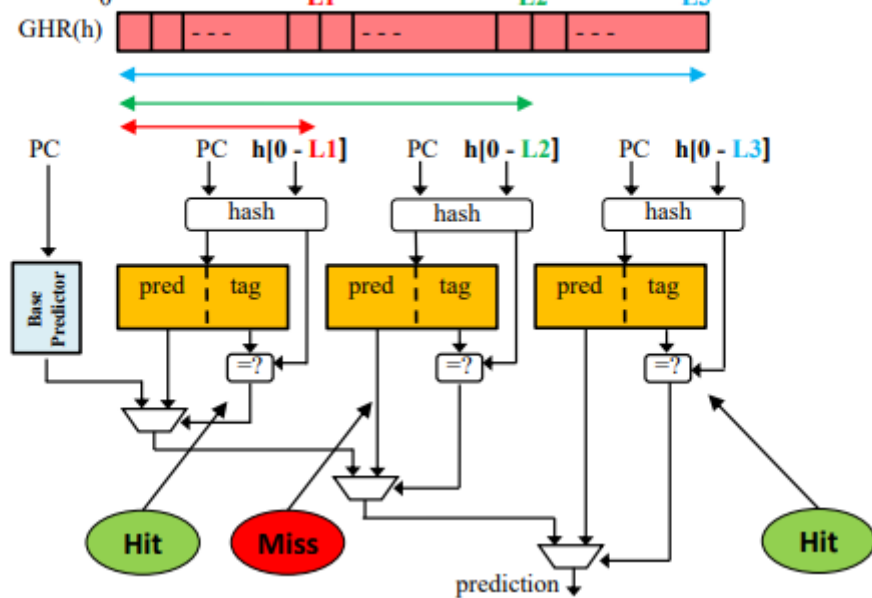 0 L1 L2 L3
GHR(h)
- - - - - - - - -
PC PC h[0 - L1] PC h[0 - L2] PC h[0 - L3]
hash hash hash
Base
Predictor
pred tag pred tag pred tag
=? =? =?
Hit Miss Hit
prediction